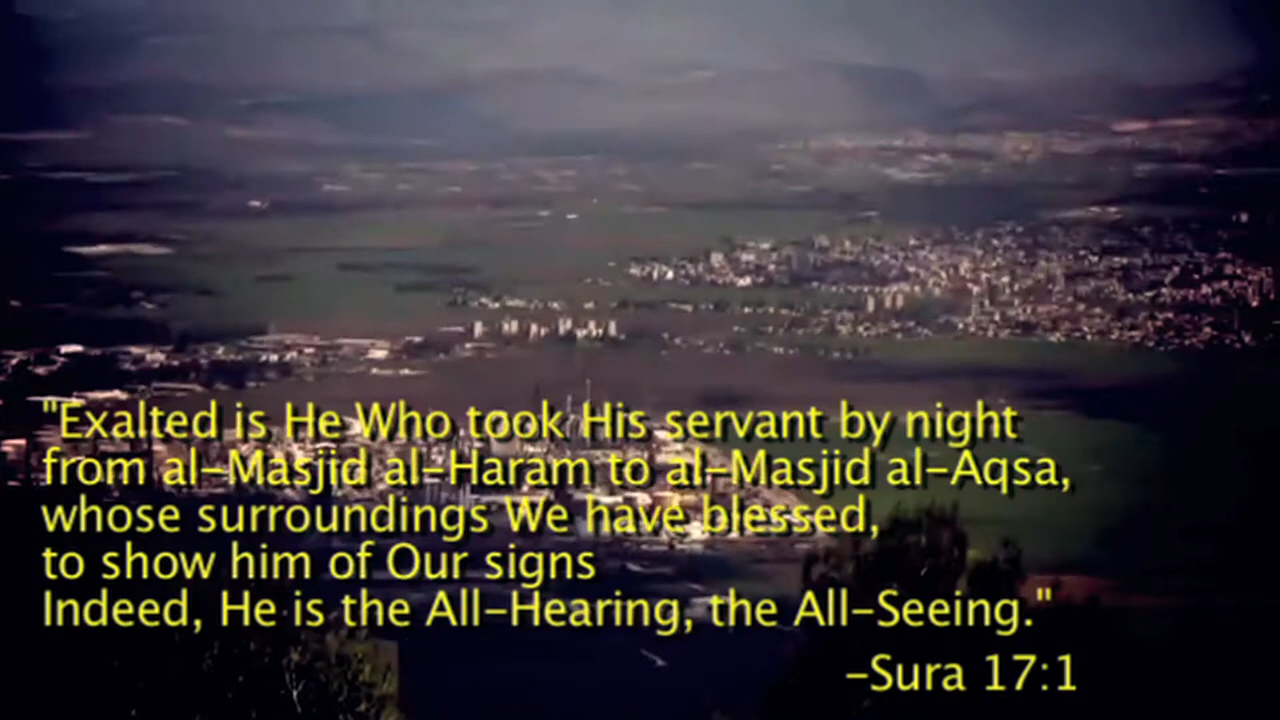 "Exalted is He Who took His servant by night
from al-Masjid al-Haram to al-Masjid al-Aqsa,
whose surroundings We have blessed,
to show him of Our signs
Indeed, He is the All-Hearing, the All-Seeing."
-Sura 17:1